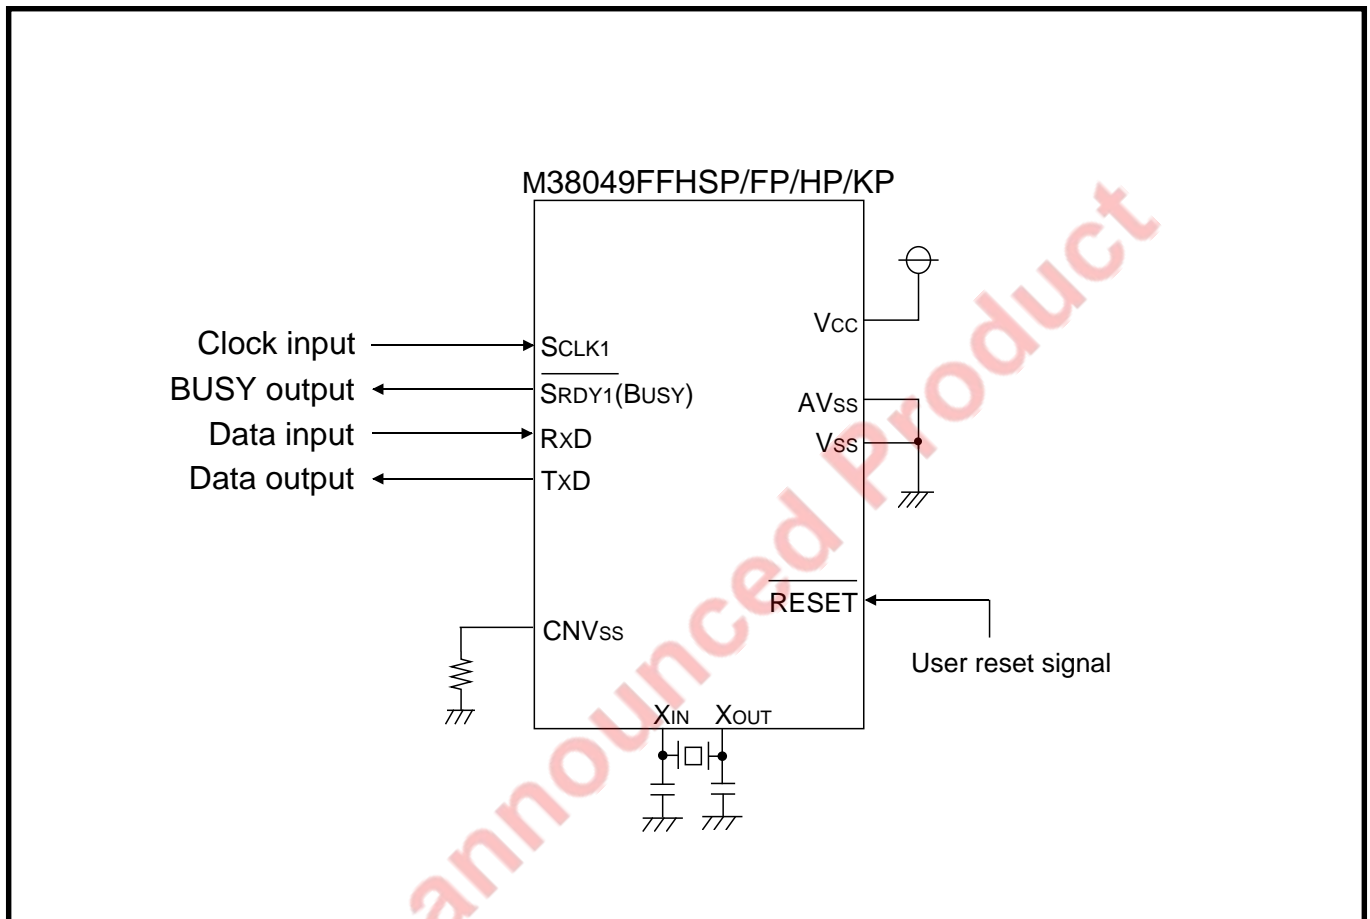 M38049FFHSP/FP/HP/KP
Clock input
SCLK1
BUSY output
SRDY1(BUSY)
Data input
RxD
Data output
TxD
CNVss
VCC
AVss
Vss
RESET
User reset signal
XIN
XOUT
announced Product